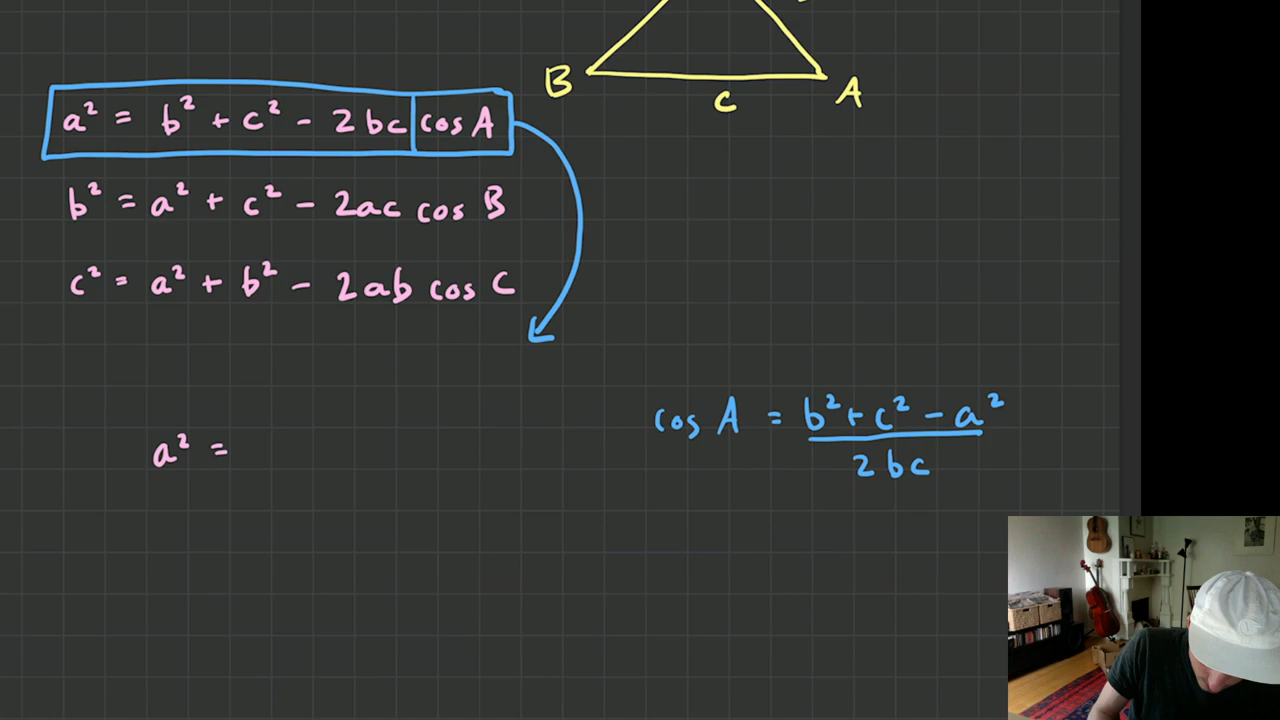 B
c
A
a² = b² + c² - 2bc cos A
b² = a² + c² - 2ac cos B
c² = a² + b² - 2ab cos C
cos A = b² + c² - a²
2bc
a² =